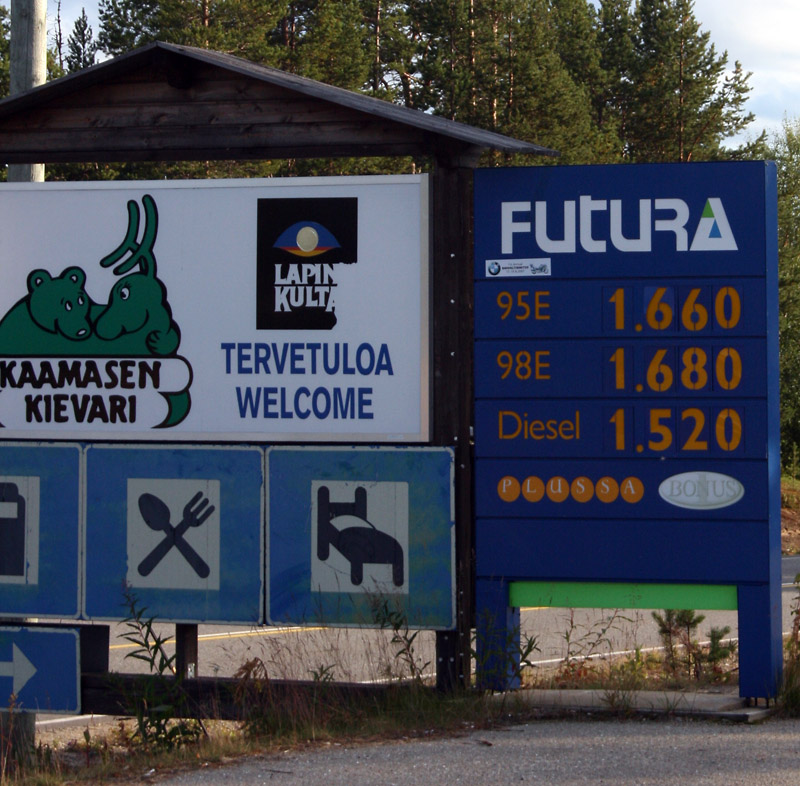 LAPIN
KULTA
TERVETULOA
WELCOME
KAAMASEN
KIEVARI
FUTURA
95E 1.660
98E 1.680
Diesel 1.520
PLUSSA BONUS